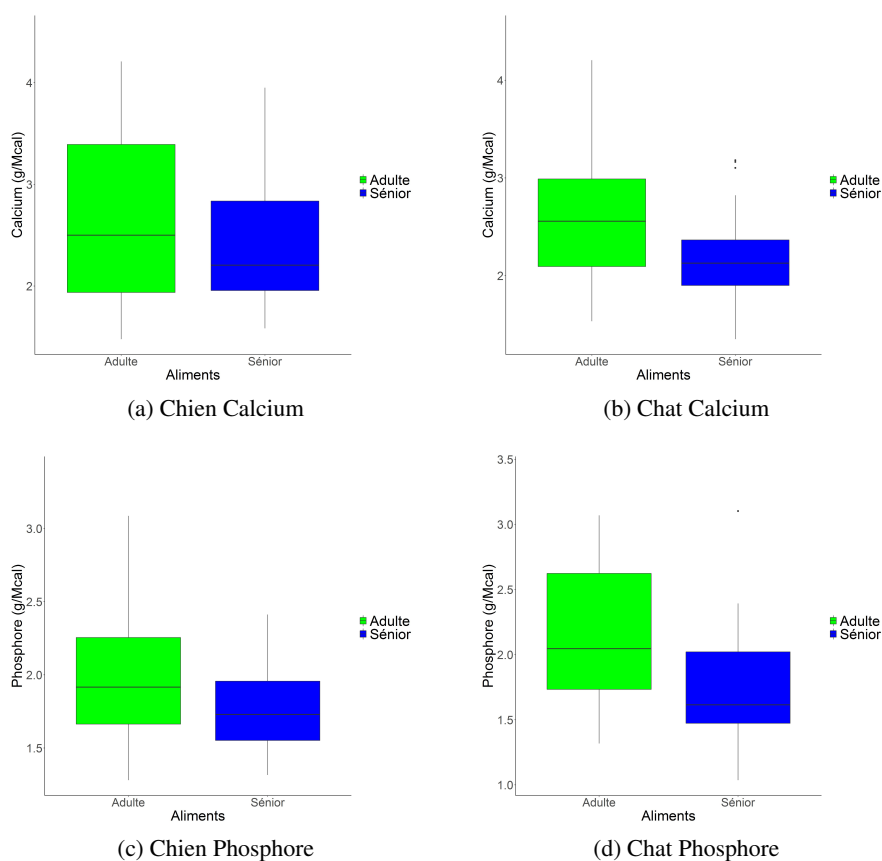 Calcium (g/Mcal)
4
3
2
Adulte
Sénior
Aliments
Adulte
Sénior
(a) Chien Calcium
Calcium (g/Mcal)
4
3
2
Adulte
Sénior
Aliments
Adulte
Sénior
(b) Chat Calcium
Phosphore (g/Mcal)
3.0
2.5
2.0
1.5
Adulte
Sénior
Aliments
Adulte
Sénior
(c) Chien Phosphore
Phosphore (g/Mcal)
3.5
3.0
2.5
2.0
1.5
1.0
Adulte
Sénior
Aliments
Adulte
Sénior
(d) Chat Phosphore